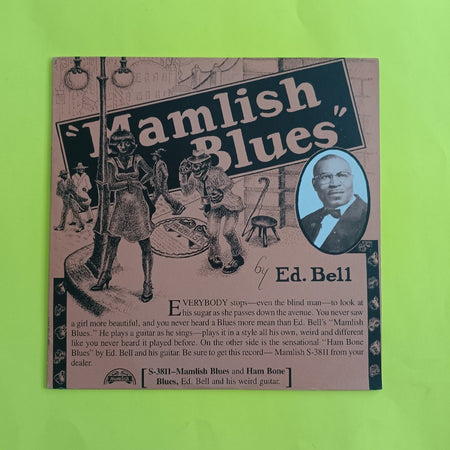 "Mamlish
Blues"
by Ed. Bell
EVERYBODY stops—even the blind man—to look at
his sugar as she passes down the avenue. You never saw
a girl more beautiful, and you never heard a Blues more mean than Ed. Bell's "Mamlish
Blues." He plays a guitar as he sings—plays it in a style all his own, weird and different
like you never heard it played before. On the other side is the sensational "Ham Bone
Blues" by Ed. Bell and his guitar. Be sure to get this record— Mamlish S-3811 from your
dealer.
[S-3811–Mamlish Blues and Ham Bone
Blues, Ed. Bell and his weird guitar.]